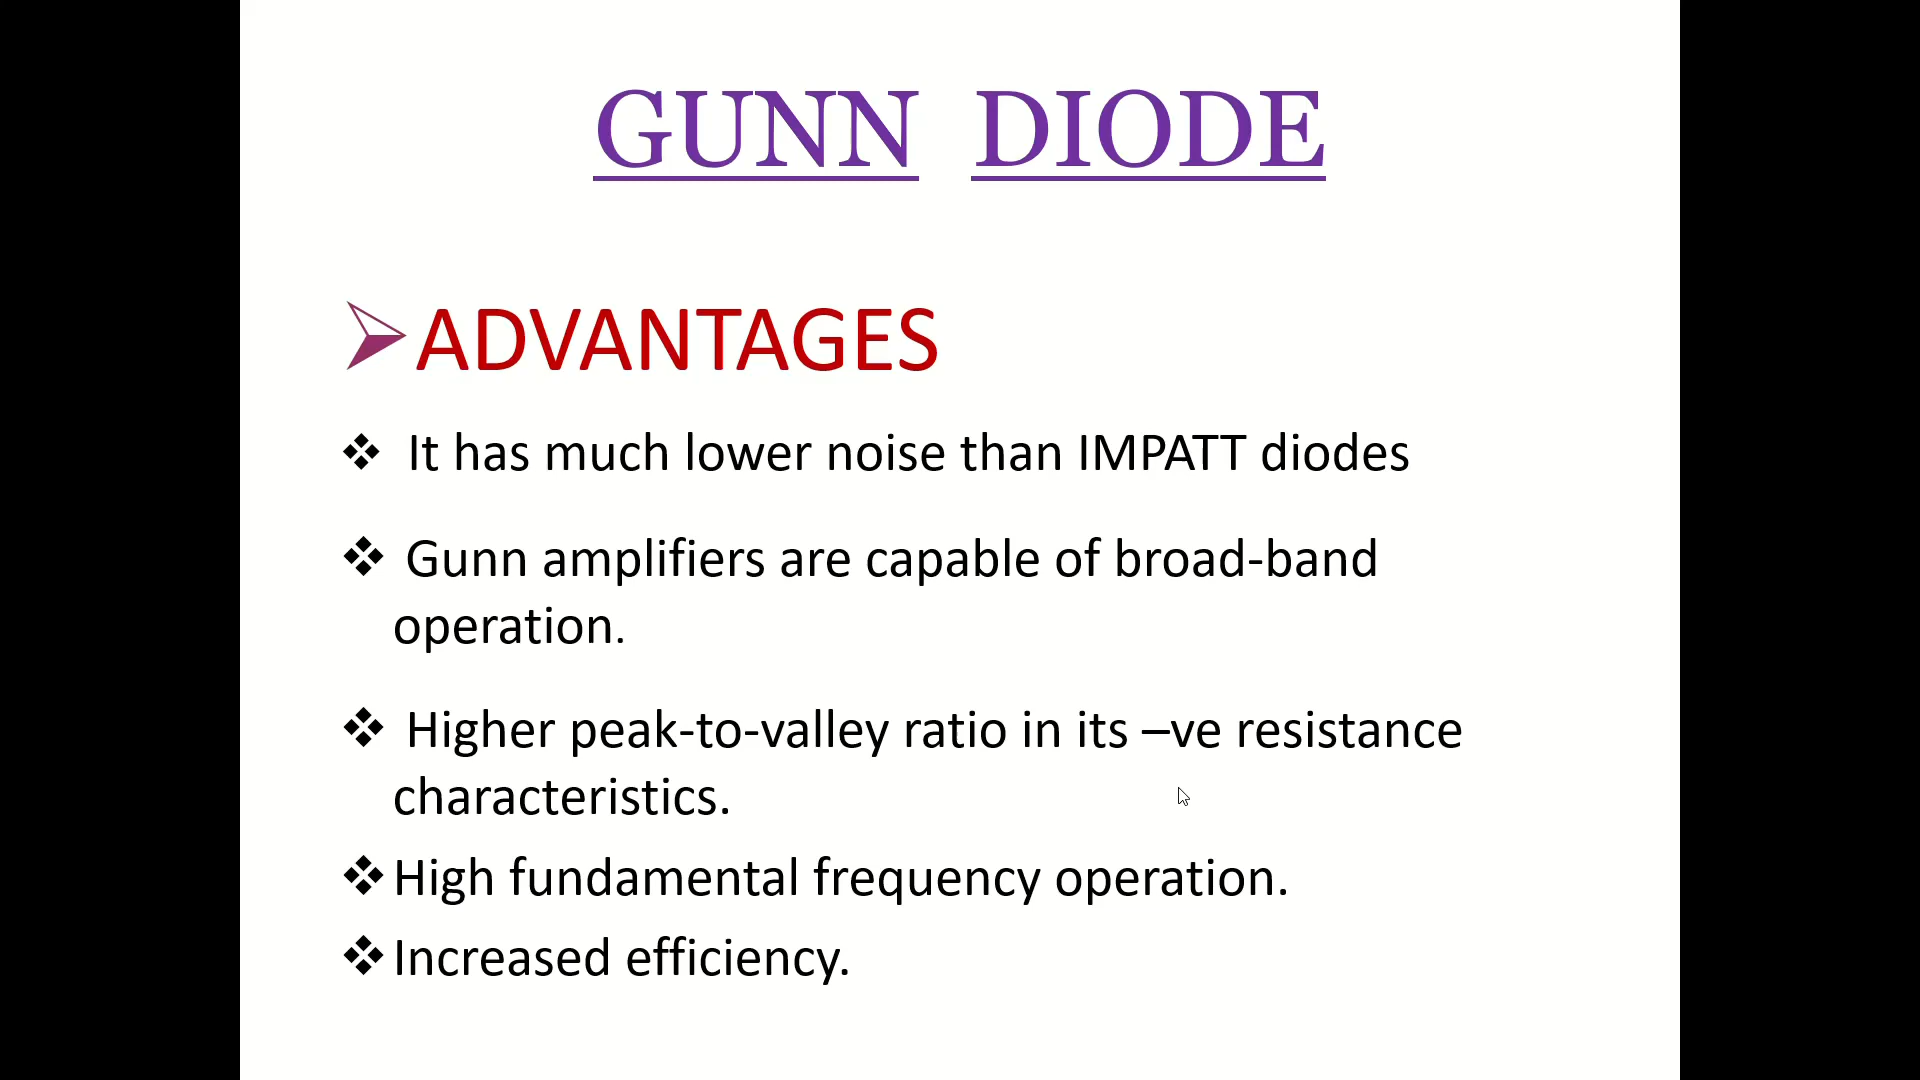 GUNN DIODE
ADVANTAGES
It has much lower noise than IMPATT diodes
Gunn amplifiers are capable of broad-band
operation.
Higher peak-to-valley ratio in its –ve resistance
characteristics.
High fundamental frequency operation.
Increased efficiency.